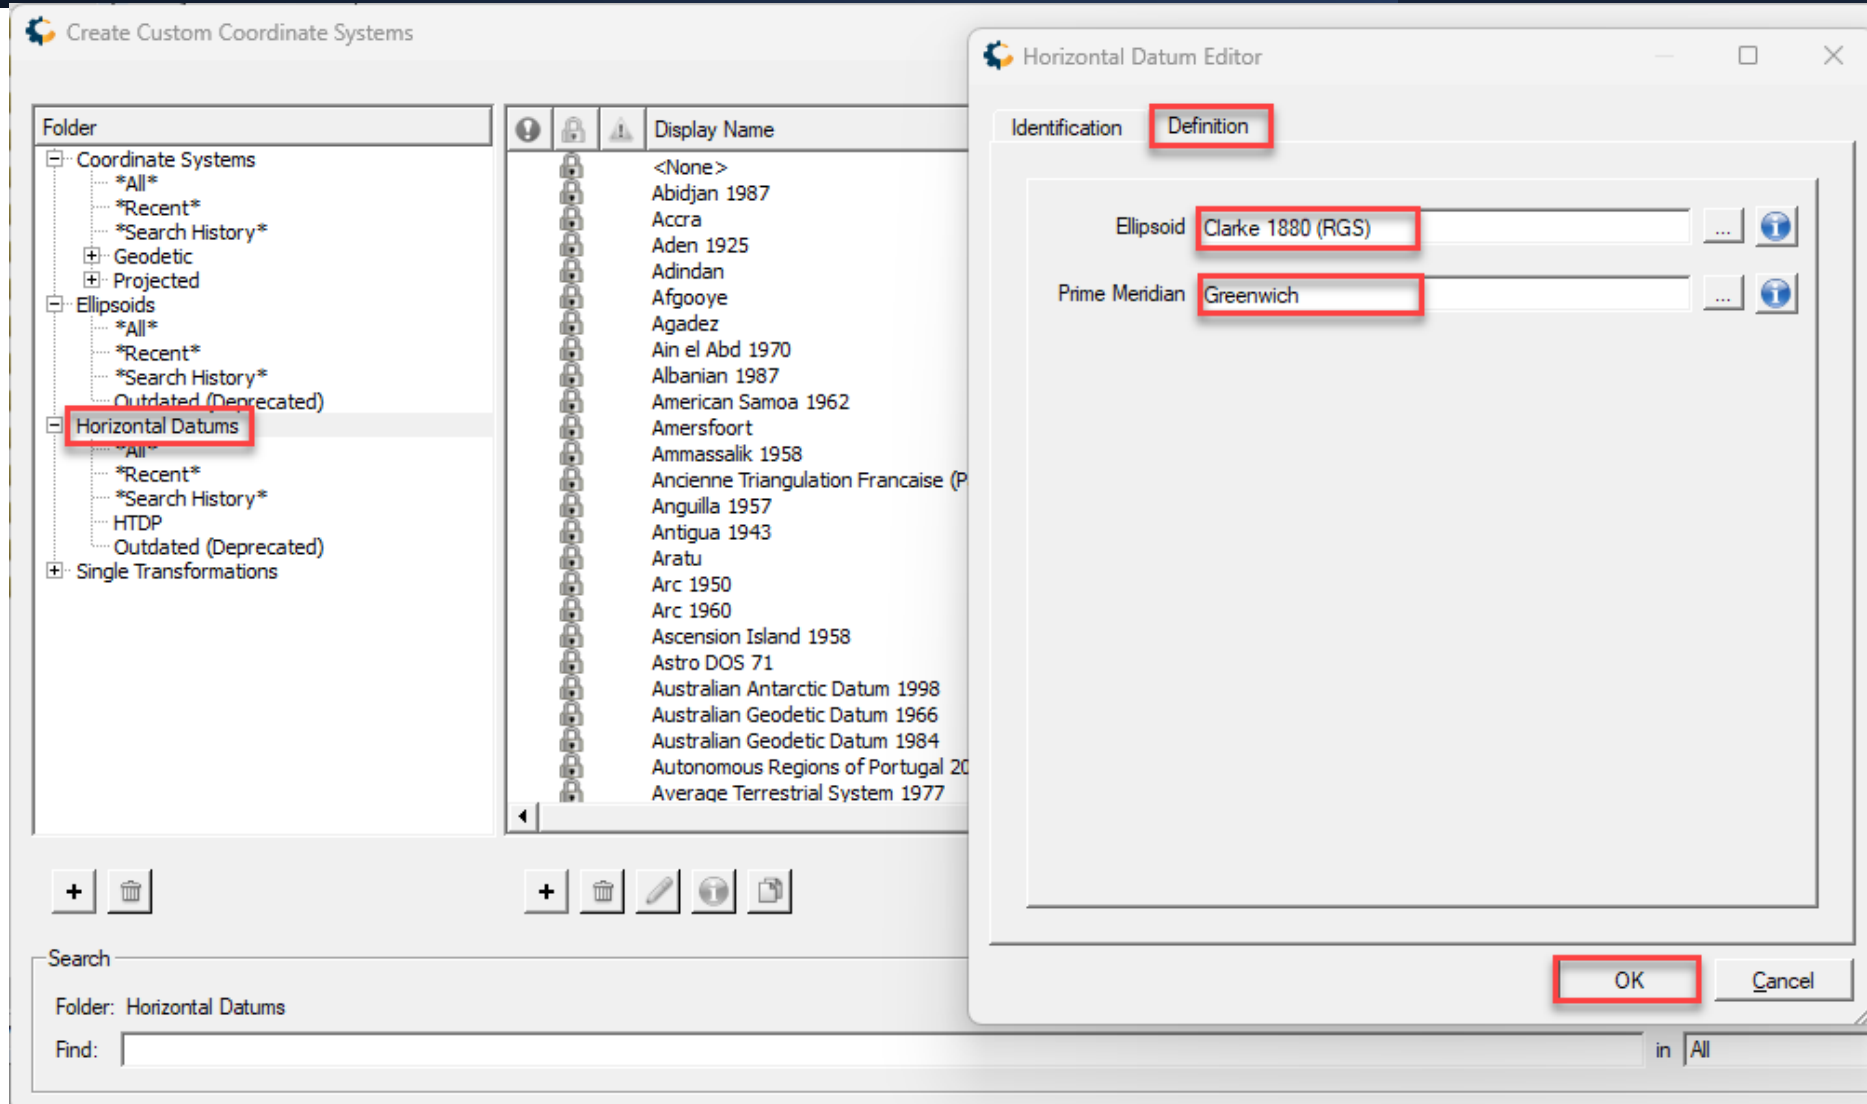 Create Custom Coordinate Systems
Folder
Coordinate Systems
*All*
*Recent*
*Search History*
Geodetic
Projected
Ellipsoids
*All*
*Recent*
*Search History*
Outdated (Deprecated)
Horizontal Datums
*All*
*Recent*
*Search History*
HTDP
Outdated (Deprecated)
Single Transformations
Display Name
<None>
Abidjan 1987
Accra
Aden 1925
Adindan
Afgooye
Agadez
Ain el Abd 1970
Albanian 1987
American Samoa 1962
Amersfoort
Ammassalik 1958
Ancienne Triangulation Francaise (P
Anguilla 1957
Antigua 1943
Aratu
Arc 1950
Arc 1960
Ascension Island 1958
Astro DOS 71
Australian Antarctic Datum 1998
Australian Geodetic Datum 1966
Australian Geodetic Datum 1984
Autonomous Regions of Portugal 20
Average Terrestrial System 1977
Horizontal Datum Editor
Identification Definition
Ellipsoid Clarke 1880 (RGS) ...
Prime Meridian Greenwich ...
OK Cancel
Search
Folder: Horizontal Datums
Find: in All